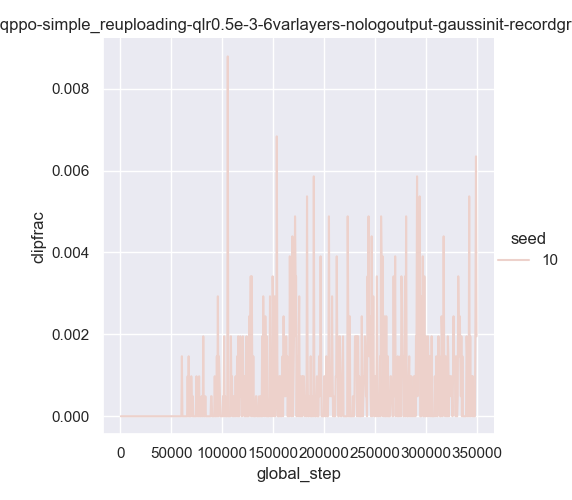 qppo-simple_reuploading-qlr0.5e-3-6varlayers-nologoutput-gaussinit-recordgr
0.008
0.006
0.004
0.002
0.000
clipfrac
seed
10
0 50000 100000 150000 200000 250000 300000 350000
global_step